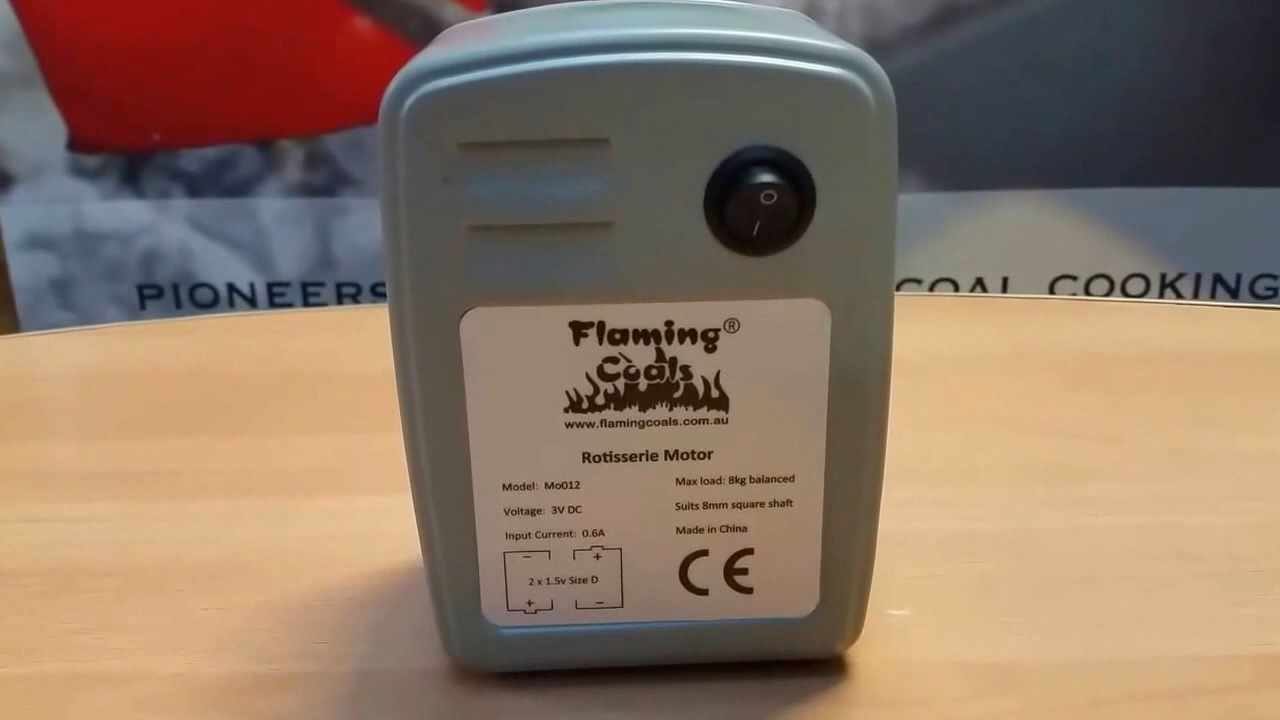 PIONEERS
COAL COOKING
O
I
Flaming®
Coals
www.flamingcoals.com.au
Rotisserie Motor
Model: Mo012
Voltage: 3V DC
Input Current: 0.6A
Max load: 8kg balanced
Suits 8mm square shaft
Made in China
− +
2 x 1.5v Size D
+ −
CE